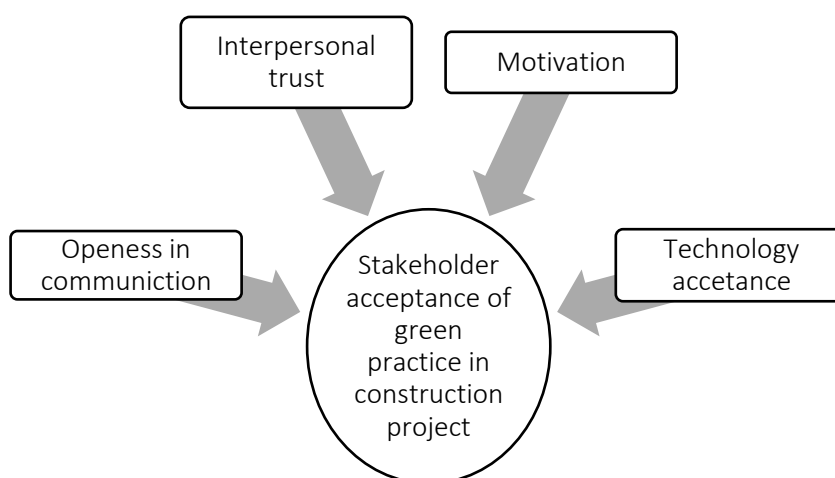 Interpersonal
trust
Motivation
Openess in
communiction
Technology
accetance
Stakeholder
acceptance of
green
practice in
construction
project